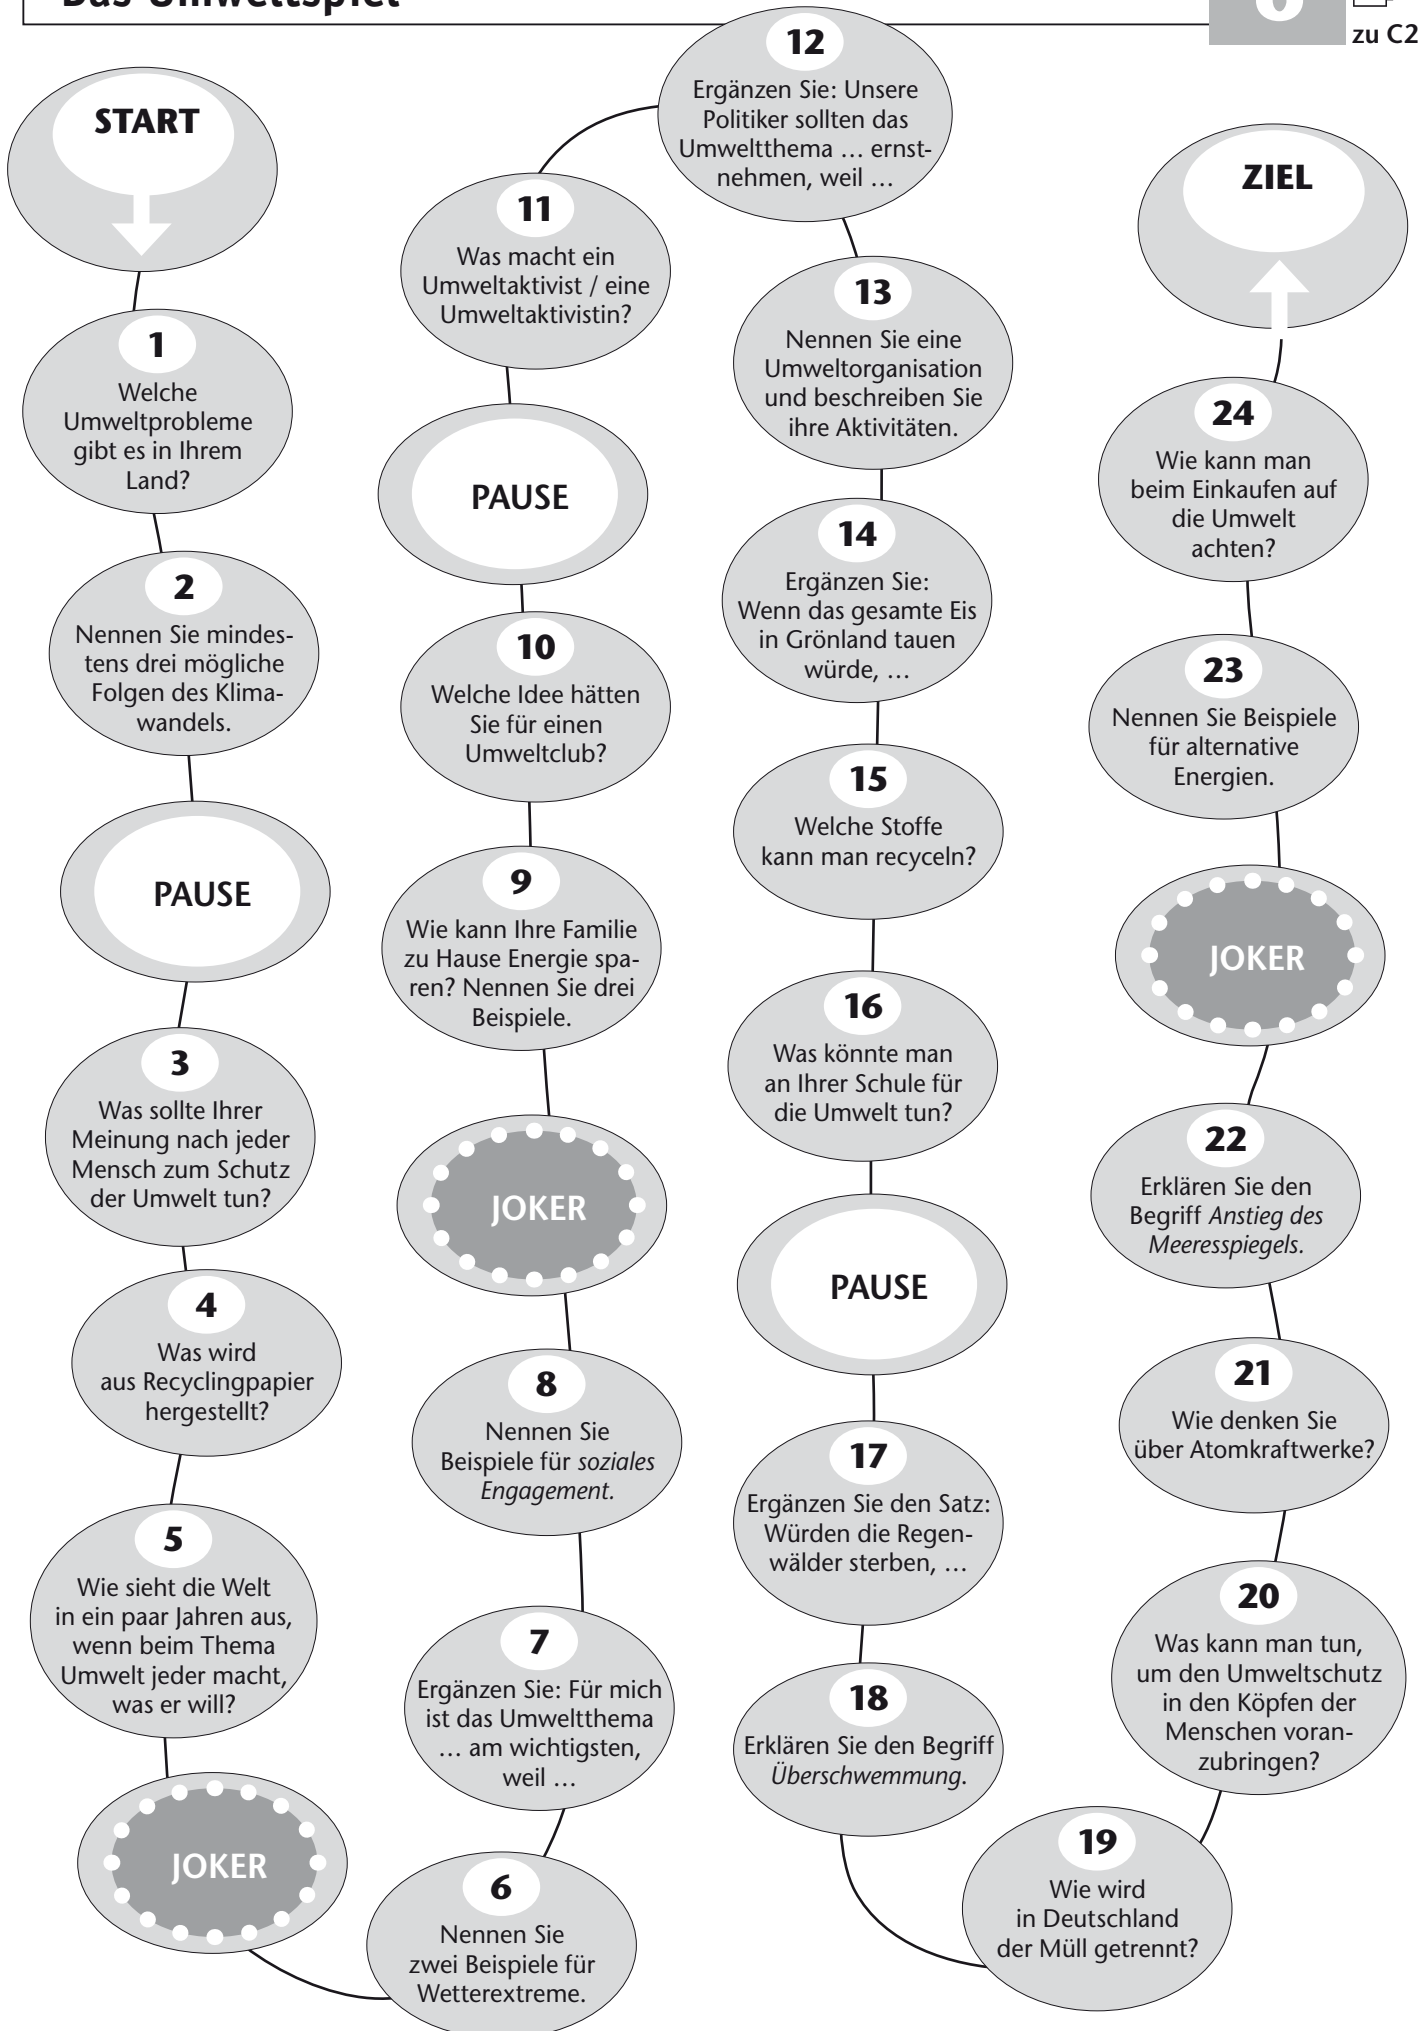 Das Umweltspiel
6
zu C2
START
1
Welche
Umweltprobleme
gibt es in Ihrem
Land?
2
Nennen Sie mindes-
tens drei mögliche
Folgen des Klima-
wandels.
PAUSE
3
Was sollte Ihrer
Meinung nach jeder
Mensch zum Schutz
der Umwelt tun?
4
Was wird
aus Recyclingpapier
hergestellt?
5
Wie sieht die Welt
in ein paar Jahren aus,
wenn beim Thema
Umwelt jeder macht,
was er will?
JOKER
6
Nennen Sie
zwei Beispiele für
Wetterextreme.
7
Ergänzen Sie: Für mich
ist das Umweltthema
… am wichtigsten,
weil …
8
Nennen Sie
Beispiele für soziales
Engagement.
JOKER
9
Wie kann Ihre Familie
zu Hause Energie spa-
ren? Nennen Sie drei
Beispiele.
10
Welche Idee hätten
Sie für einen
Umweltclub?
PAUSE
11
Was macht ein
Umweltaktivist / eine
Umweltaktivistin?
12
Ergänzen Sie: Unsere
Politiker sollten das
Umweltthema … ernst-
nehmen, weil …
13
Nennen Sie eine
Umweltorganisation
und beschreiben Sie
ihre Aktivitäten.
14
Ergänzen Sie:
Wenn das gesamte Eis
in Grönland tauen
würde, …
15
Welche Stoffe
kann man recyceln?
16
Was könnte man
an Ihrer Schule für
die Umwelt tun?
PAUSE
17
Ergänzen Sie den Satz:
Würden die Regen-
wälder sterben, …
18
Erklären Sie den Begriff
Überschwemmung.
19
Wie wird
in Deutschland
der Müll getrennt?
20
Was kann man tun,
um den Umweltschutz
in den Köpfen der
Menschen voran-
zubringen?
21
Wie denken Sie
über Atomkraftwerke?
22
Erklären Sie den
Begriff Anstieg des
Meeresspiegels.
JOKER
23
Nennen Sie Beispiele
für alternative
Energien.
24
Wie kann man
beim Einkaufen auf
die Umwelt
achten?
ZIEL